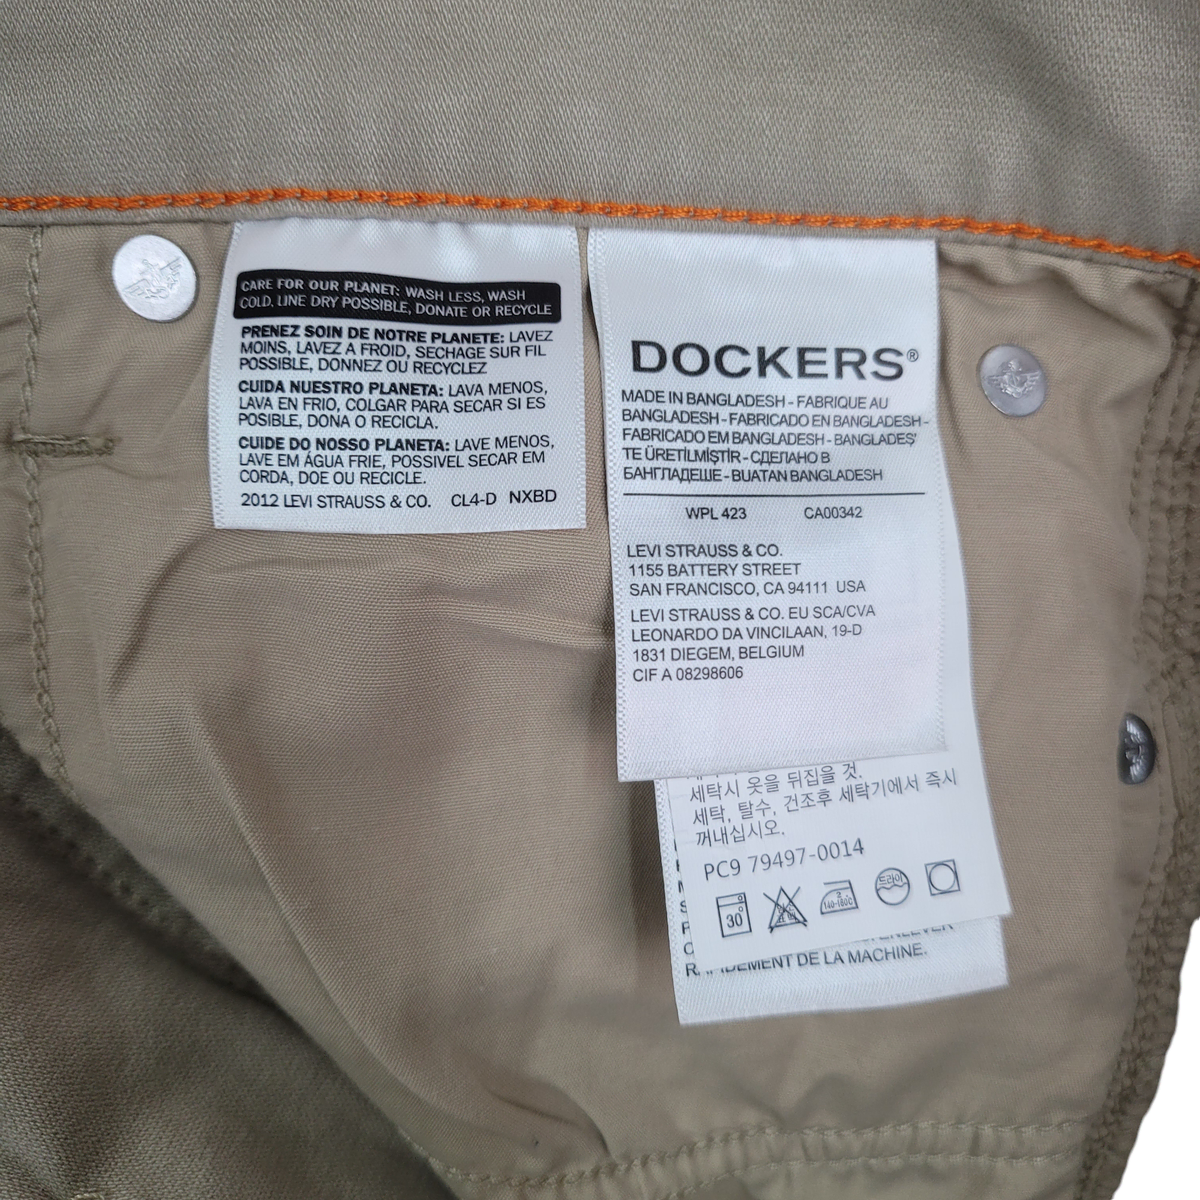 CARE FOR OUR PLANET: WASH LESS, WASH
COLD, LINE DRY POSSIBLE, DONATE OR RECYCLE
PRENEZ SOIN DE NOTRE PLANETE: LAVEZ
MOINS, LAVEZ A FROID, SECHAGE SUR FIL
POSSIBLE, DONNEZ OU RECYCLEZ
CUIDA NUESTRO PLANETA: LAVA MENOS,
LAVA EN FRIO, COLGAR PARA SECAR SI ES
POSIBLE, DONA O RECICLA.
CUIDE DO NOSSO PLANETA: LAVE MENOS,
LAVE EM ÁGUA FRIE, POSSIVEL SECAR EM
CORDA, DOE OU RECICLE.
2012 LEVI STRAUSS & CO. CL4-D NXBD
DOCKERS®
MADE IN BANGLADESH - FABRIQUE AU
BANGLADESH - FABRICADO EN BANGLADESH -
FABRICADO EM BANGLADESH - BANGLADEŞ'
TE ÜRETİLMİŞTİR - СДЕЛАНО В
БАНГЛАДЕШЕ - BUATAN BANGLADESH
WPL 423 CA00342
LEVI STRAUSS & CO.
1155 BATTERY STREET
SAN FRANCISCO, CA 94111 USA
LEVI STRAUSS & CO. EU SCA/CVA
LEONARDO DA VINCILAAN, 19-D
1831 DIEGEM, BELGIUM
CIF A 08298606
세탁시 옷을 뒤집을 것.
세탁, 탈수, 건조후 세탁기에서 즉시
꺼내십시오.
PC9 79497-0014
30 140-160°C 드라이
DE LA MACHINE.